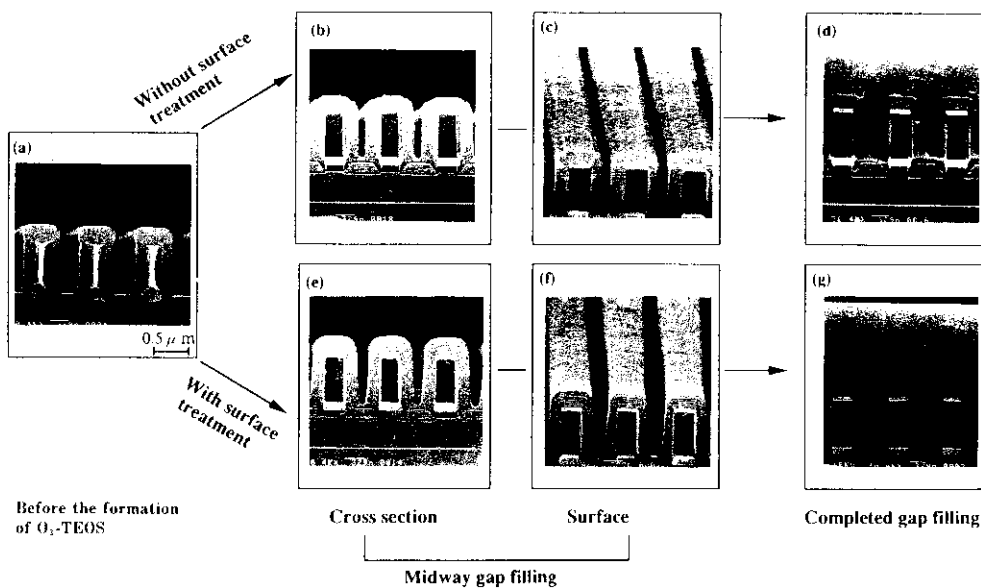 (b)
(c)
(d)
Without surface
treatment
(a)
(e)
(f)
(g)
0.5 μ m
With surface
treatment
Before the formation
of O₃-TEOS
Cross section
Surface
Completed gap filling
Midway gap filling